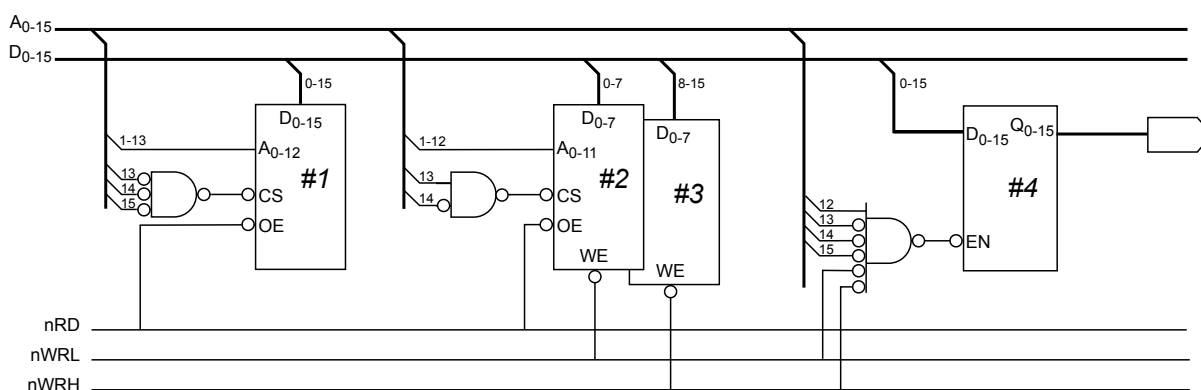 A0-15
D0-15
0-15
0-7
8-15
0-15
D0-15
D0-7
D0-7
D0-15
Q0-15
1-13
A0-12
1-12
A0-11
#1
#2
#3
#4
13
14
15
CS
OE
13
14
CS
OE
WE
WE
12
13
14
15
EN
nRD
nWRL
nWRH